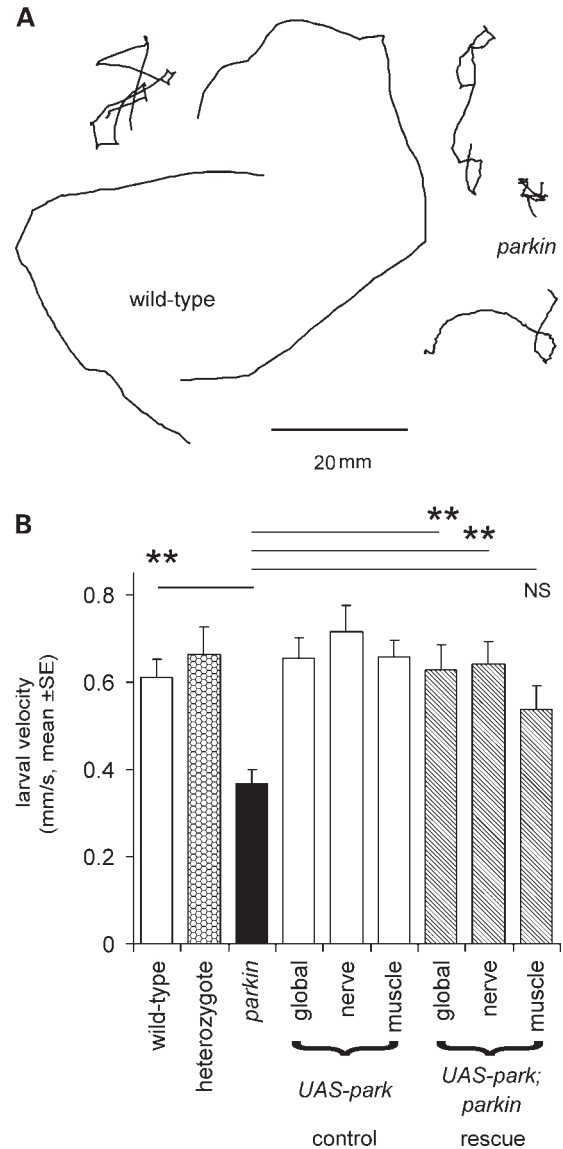 A
wild-type
parkin
20 mm
B
**
**
**
NS
larval velocity
(mm/s, mean ±SE)
0.8
0.6
0.4
0.2
0
wild-type
heterozygote
parkin
global
nerve
muscle
global
nerve
muscle
UAS-park
UAS-park;
parkin
control
rescue